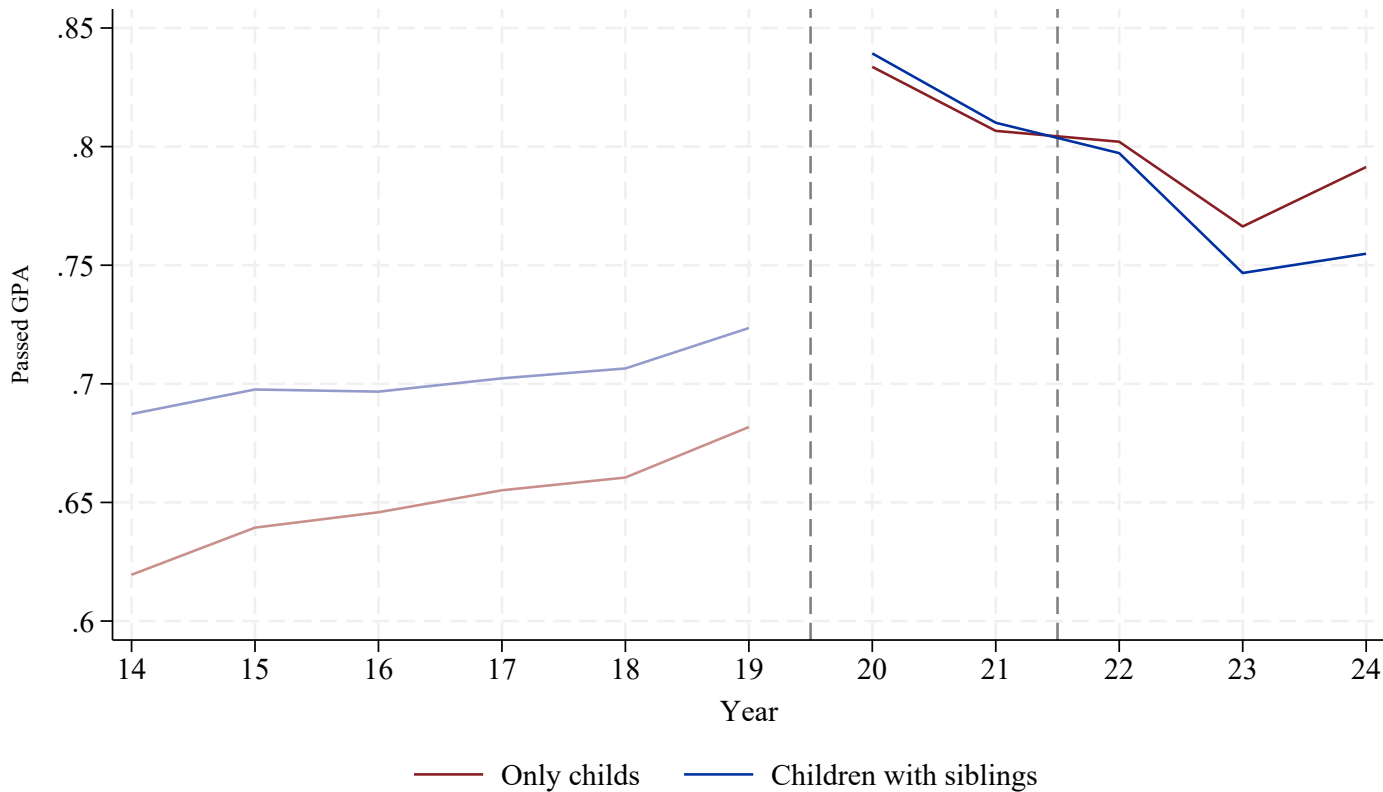 .85
.8
.75
.7
.65
.6
Passed GPA
14 15 16 17 18 19 20 21 22 23 24
Year
Only childs Children with siblings